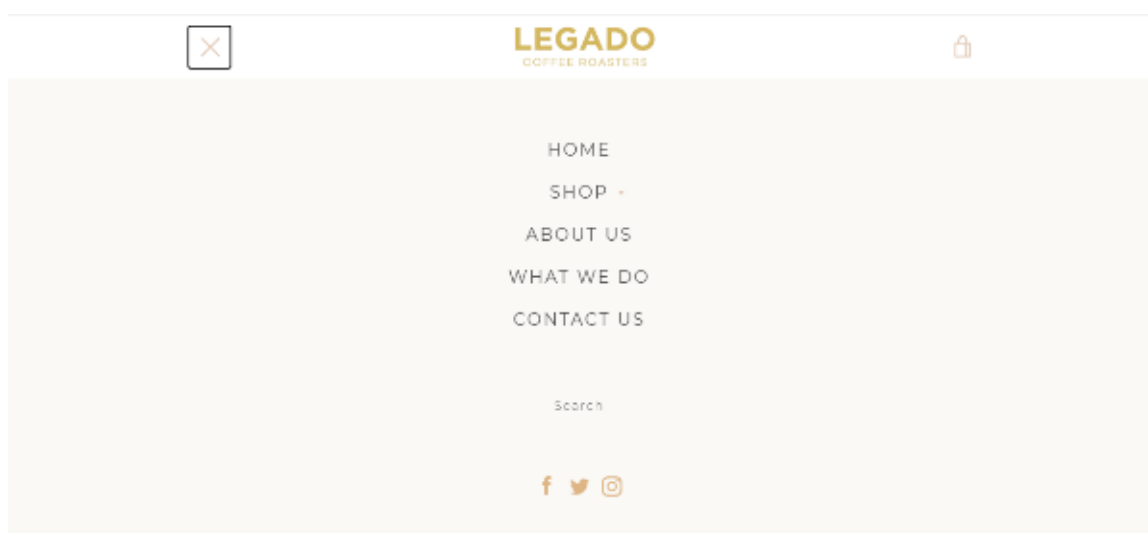 LEGADO
COFFEE ROASTERS
HOME
SHOP
ABOUT US
WHAT WE DO
CONTACT US
Search